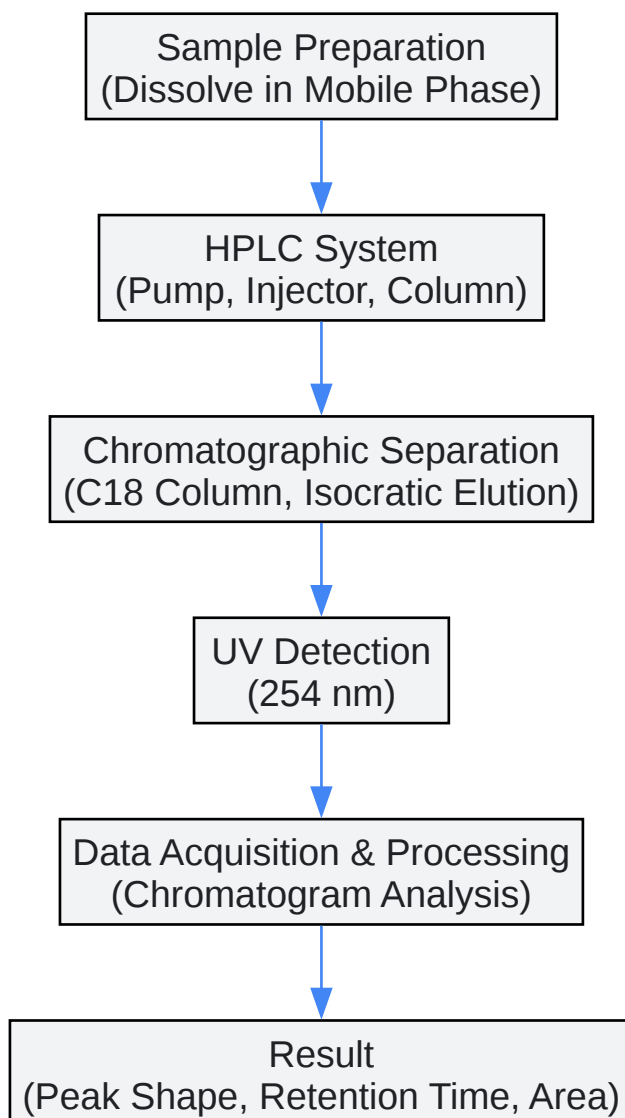 Sample Preparation
(Dissolve in Mobile Phase)
HPLC System
(Pump, Injector, Column)
Chromatographic Separation
(C18 Column, Isocratic Elution)
UV Detection
(254 nm)
Data Acquisition & Processing
(Chromatogram Analysis)
Result
(Peak Shape, Retention Time, Area)